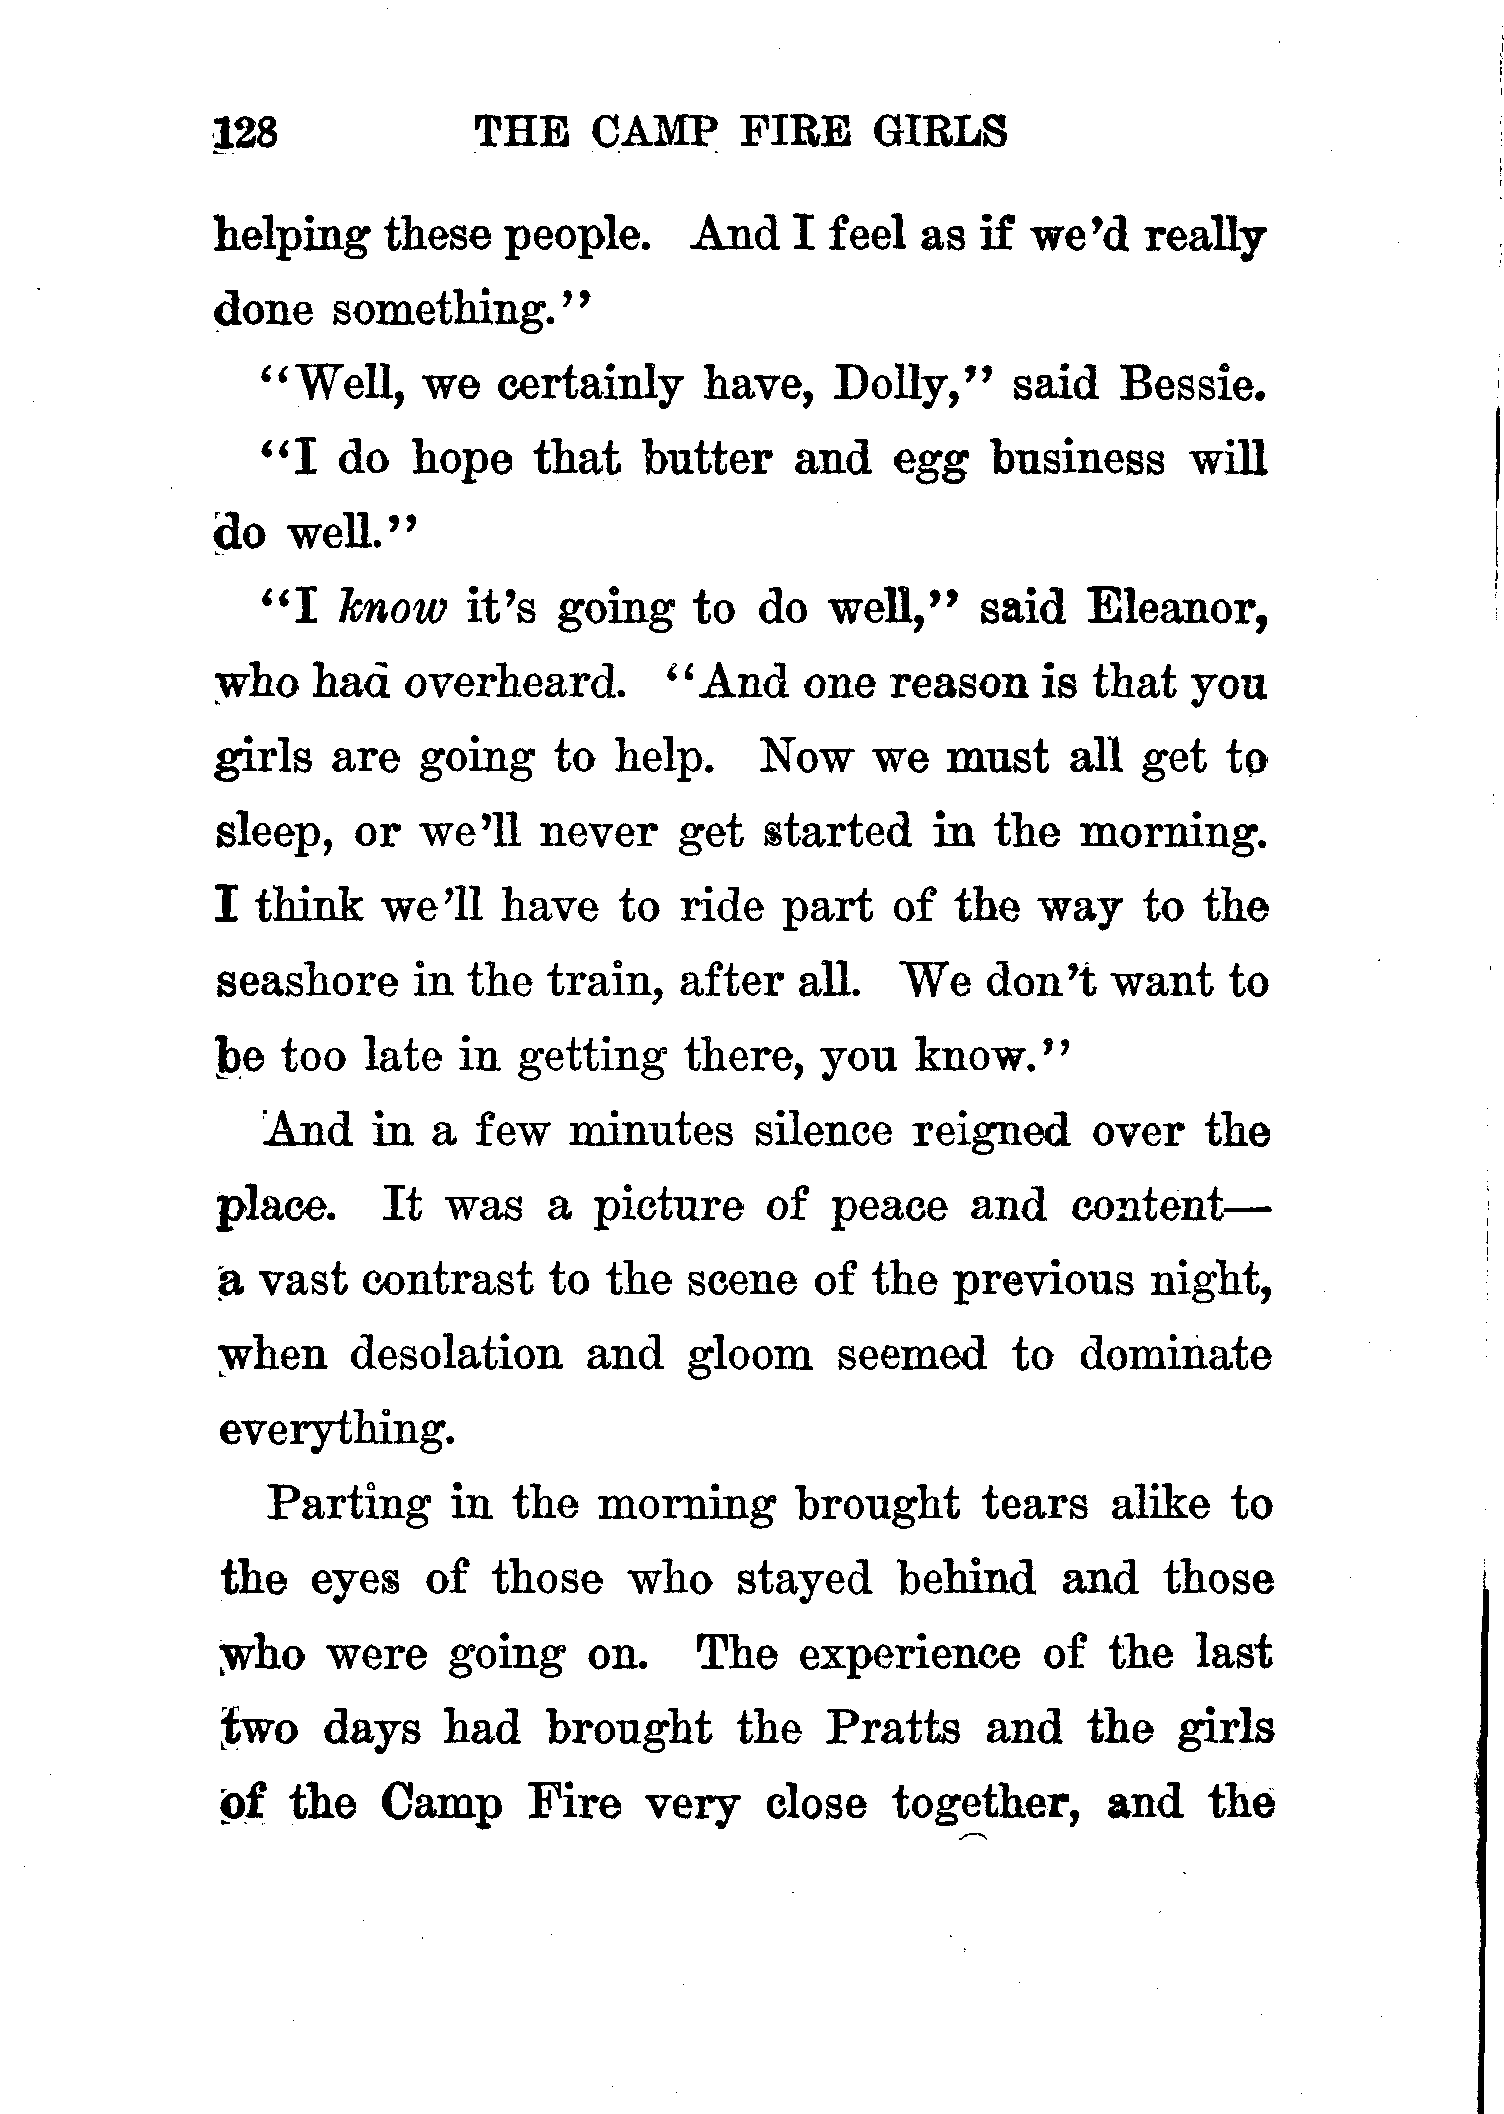 128 THE CAMP FIRE GIRLS
helping these people. And I feel as if we'd really
done something."
"Well, we certainly have, Dolly," said Bessie.
"I do hope that butter and egg business will
do well."
"I know it's going to do well," said Eleanor,
who had overheard. "And one reason is that you
girls are going to help. Now we must all get to
sleep, or we'll never get started in the morning.
I think we'll have to ride part of the way to the
seashore in the train, after all. We don't want to
be too late in getting there, you know."
And in a few minutes silence reigned over the
place. It was a picture of peace and content—
a vast contrast to the scene of the previous night,
when desolation and gloom seemed to dominate
everything.
Parting in the morning brought tears alike to
the eyes of those who stayed behind and those
who were going on. The experience of the last
two days had brought the Pratts and the girls
of the Camp Fire very close together, and the